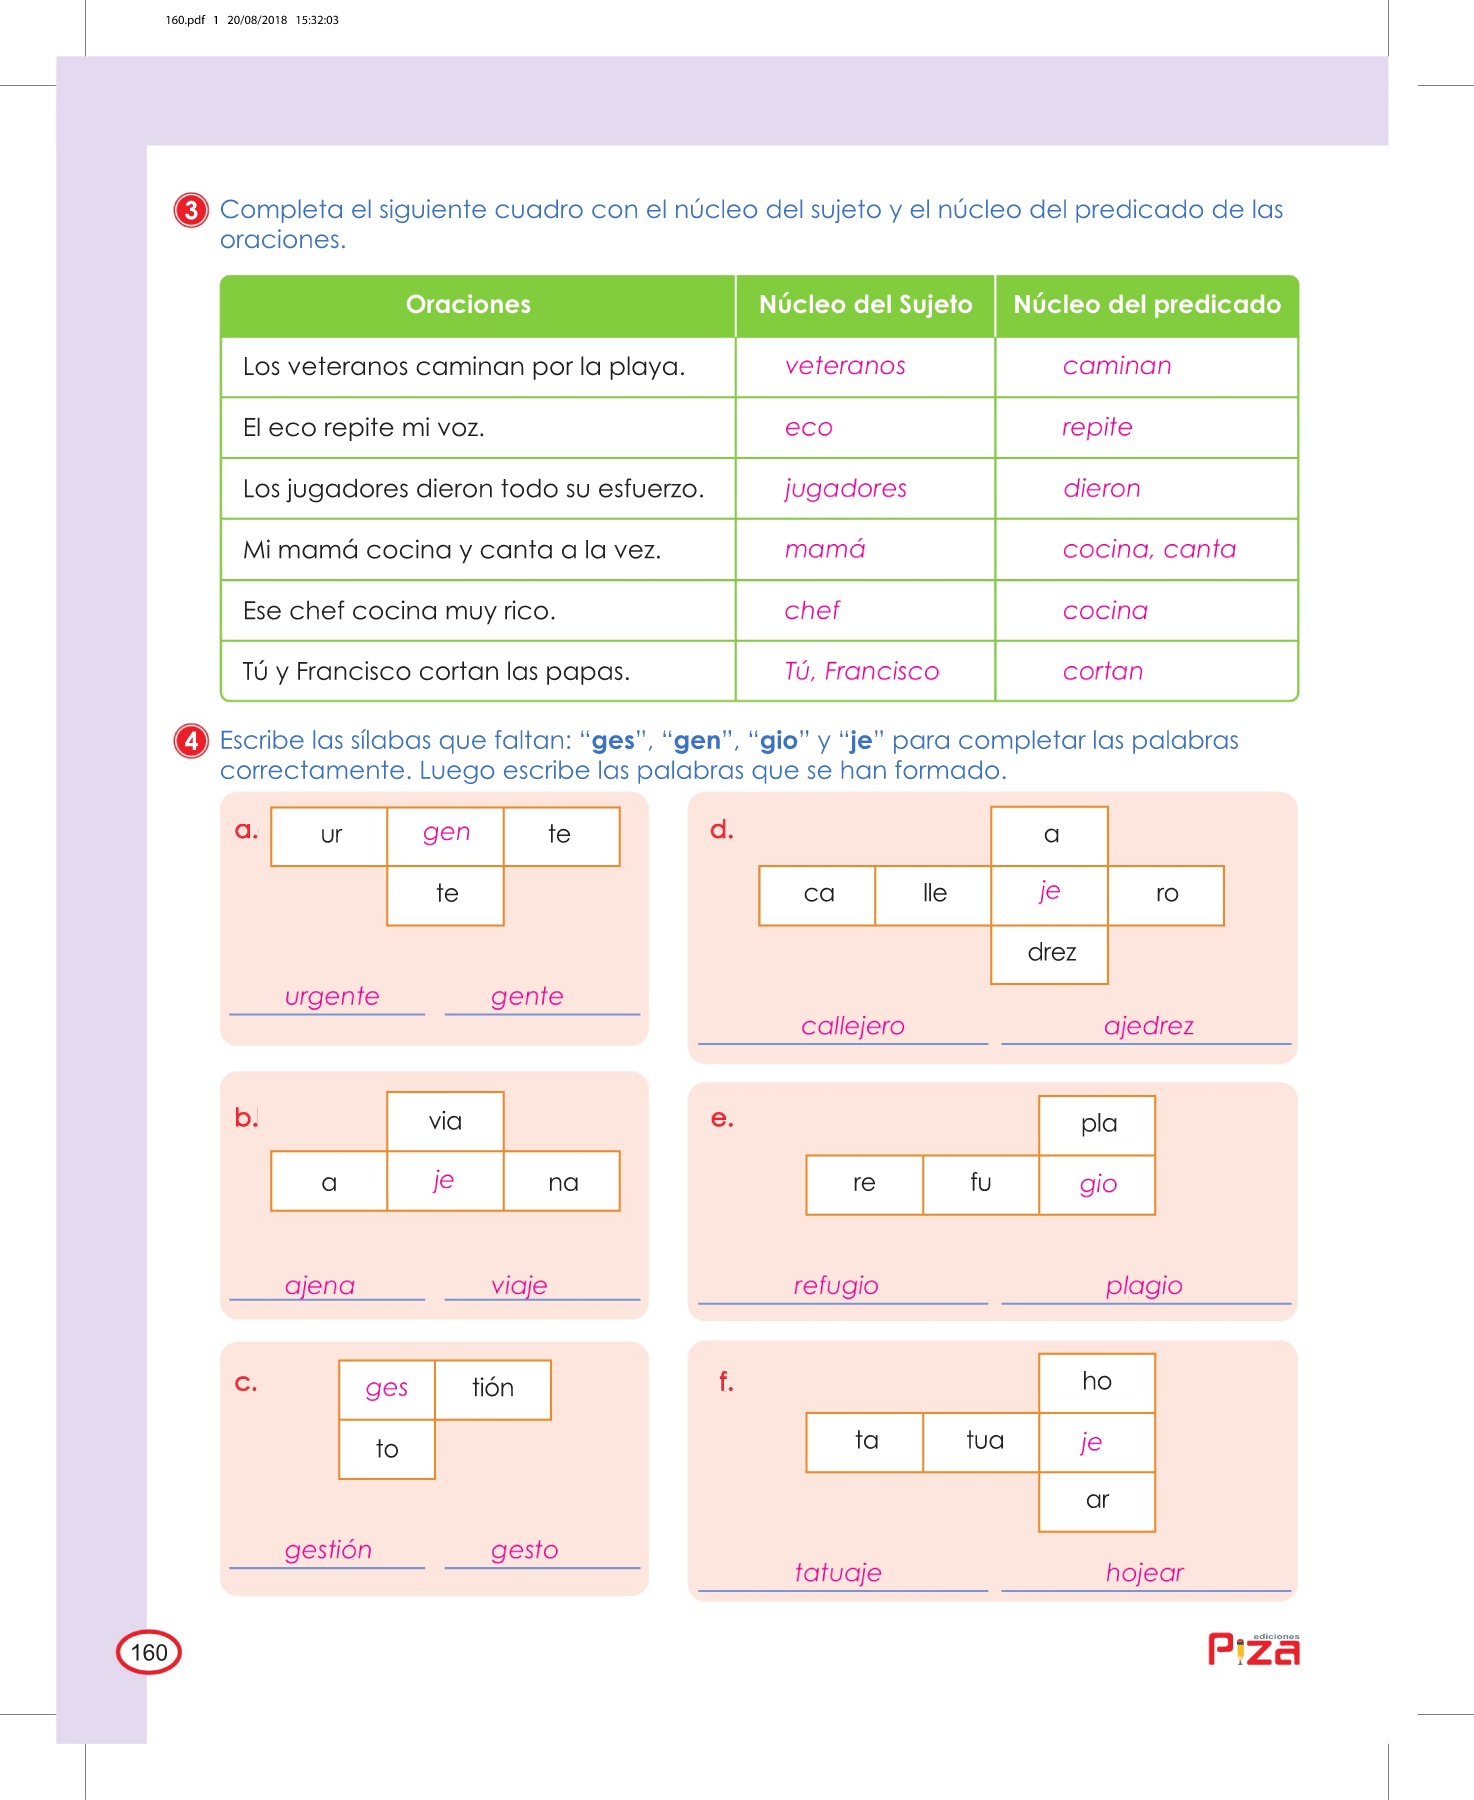 160.pdf 1 20/08/2018 15:32:03
3 Completa el siguiente cuadro con el núcleo del sujeto y el núcleo del predicado de las
oraciones.
Oraciones Núcleo del Sujeto Núcleo del predicado
Los veteranos caminan por la playa. veteranos caminan
El eco repite mi voz. eco repite
Los jugadores dieron todo su esfuerzo. jugadores dieron
Mi mamá cocina y canta a la vez. mamá cocina, canta
Ese chef cocina muy rico. chef cocina
Tú y Francisco cortan las papas. Tú, Francisco cortan
4 Escribe las sílabas que faltan: “ges”, “gen”, “gio” y “je” para completar las palabras
correctamente. Luego escribe las palabras que se han formado.
a. ur gen te
te
urgente gente
b. via
a je na
ajena viaje
c. ges tión
to
gestión gesto
d. a
ca lle je ro
drez
callejero ajedrez
e. pla
re fu gio
refugio plagio
f. ho
ta tua je
ar
tatuaje hojear
160
ediciones
Piza